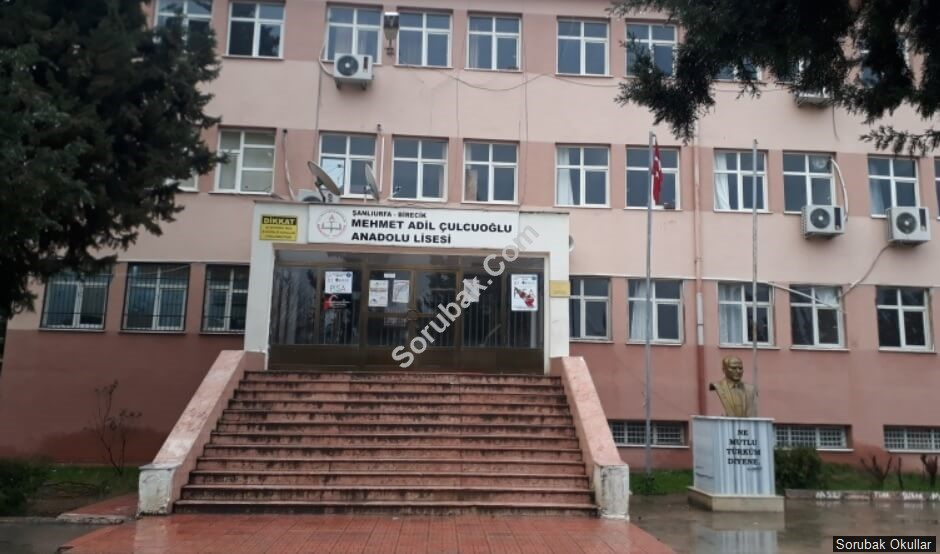 ŞANLIURFA - BİRECİK
MEHMET ADİL ÇULCUOĞLU
ANADOLU LİSESİ
DİKKAT
PISA
Sorubak.Com
NE
MUTLU
TÜRKÜM
DİYENE.
Sorubak Okullar